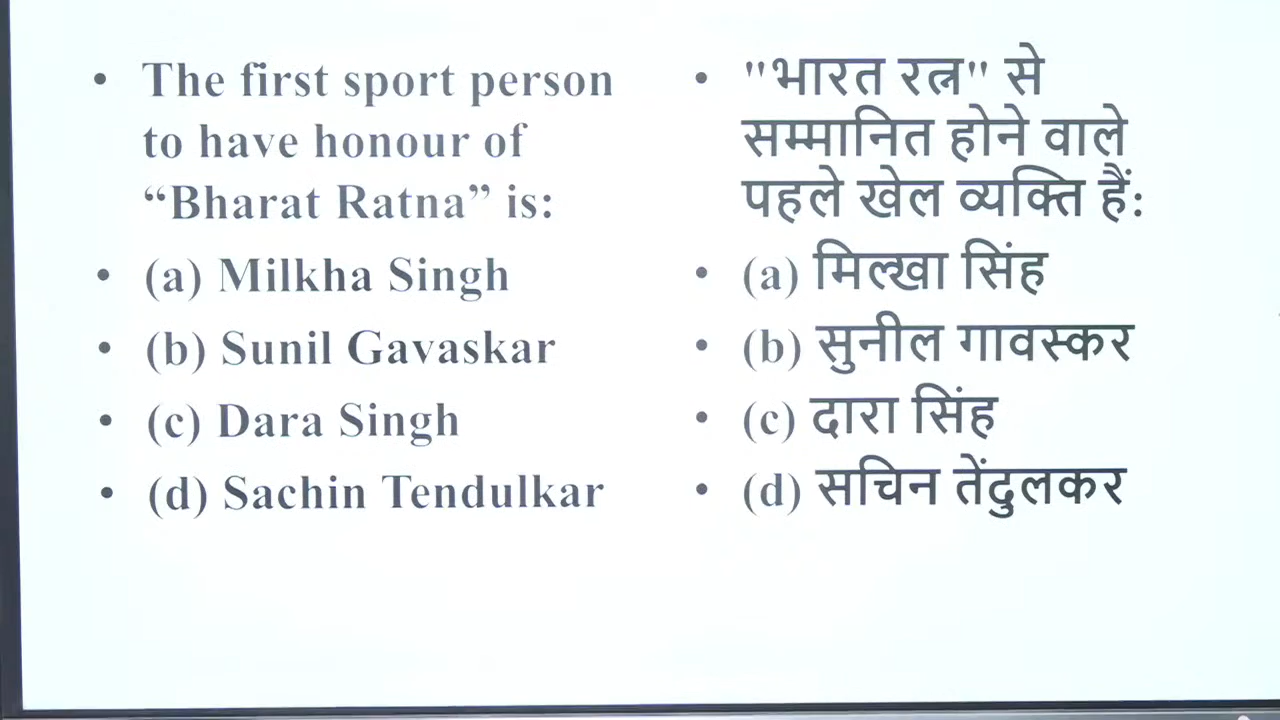 • The first sport person
to have honour of
“Bharat Ratna” is:
• (a) Milkha Singh
• (b) Sunil Gavaskar
• (c) Dara Singh
• (d) Sachin Tendulkar
• "भारत रत्न" से
सम्मानित होने वाले
पहले खेल व्यक्ति हैं:
• (a) मिल्खा सिंह
• (b) सुनील गावस्कर
• (c) दारा सिंह
• (d) सचिन तेंदुलकर